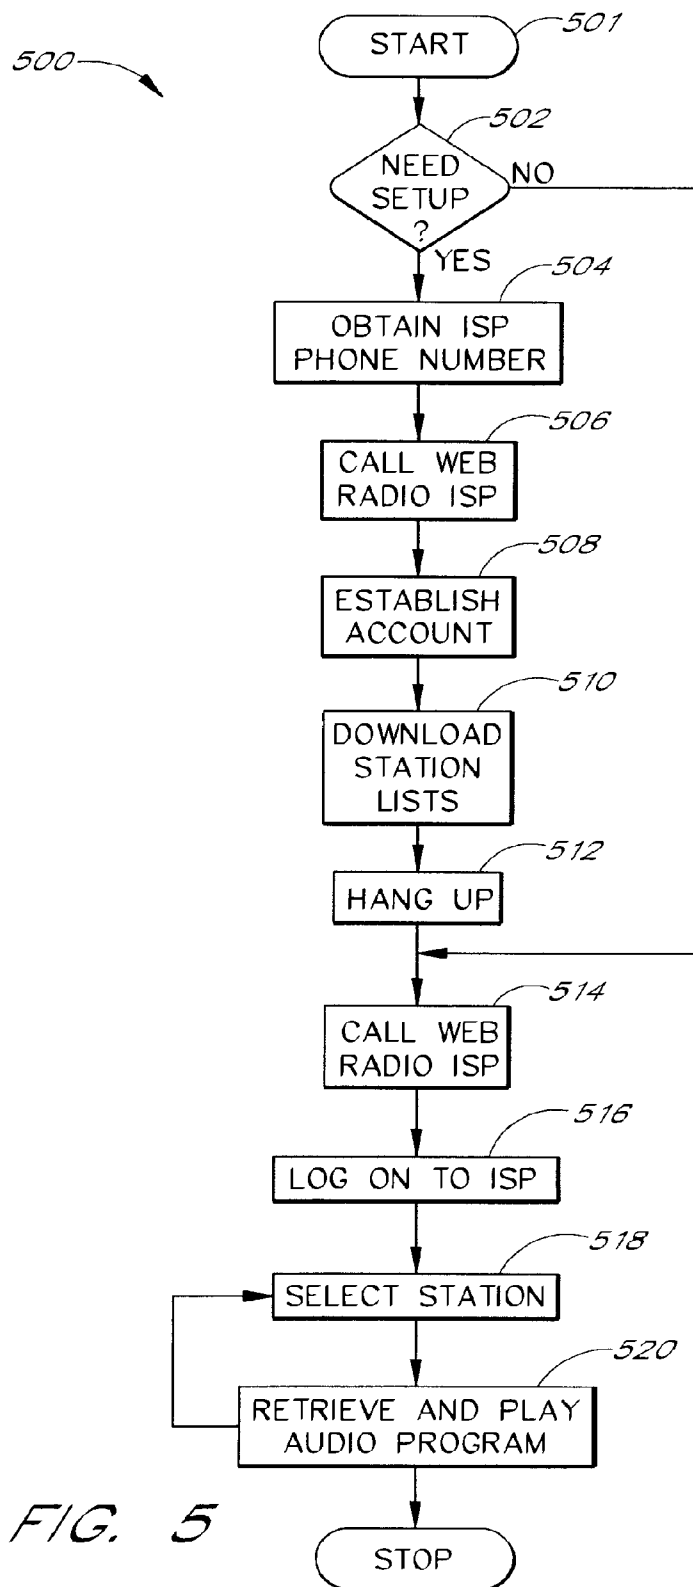 501
START
500
502
NEED
SETUP
?
NO
YES
504
OBTAIN ISP
PHONE NUMBER
506
CALL WEB
RADIO ISP
508
ESTABLISH
ACCOUNT
510
DOWNLOAD
STATION
LISTS
512
HANG UP
514
CALL WEB
RADIO ISP
516
LOG ON TO ISP
518
SELECT STATION
520
RETRIEVE AND PLAY
AUDIO PROGRAM
FIG. 5
STOP